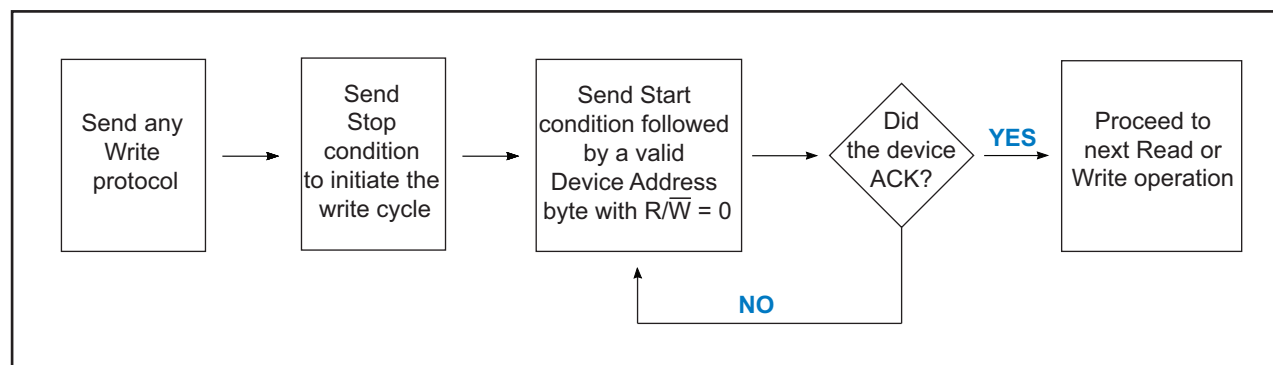 Send any
Write
protocol
Send
Stop
condition
to initiate the
write cycle
Send Start
condition followed
by a valid
Device Address
byte with R/W̅ = 0
Did
the device
ACK?
YES
Proceed to
next Read or
Write operation
NO